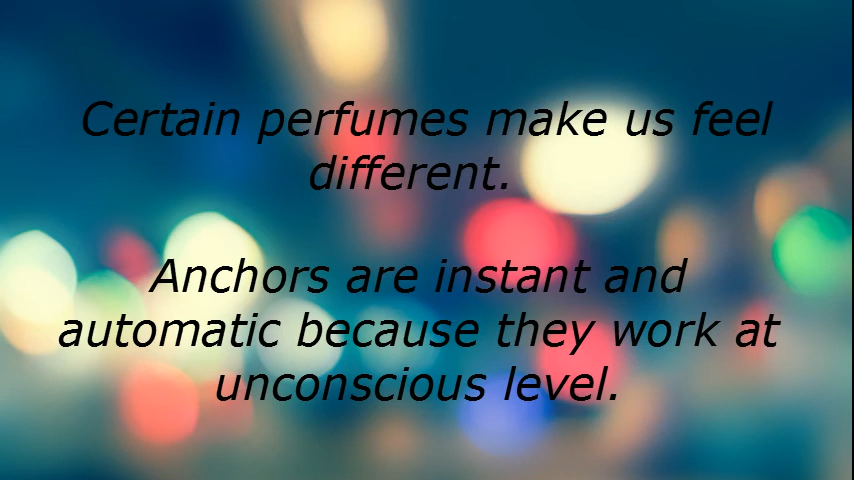 Certain perfumes make us feel
different.
Anchors are instant and
automatic because they work at
unconscious level.